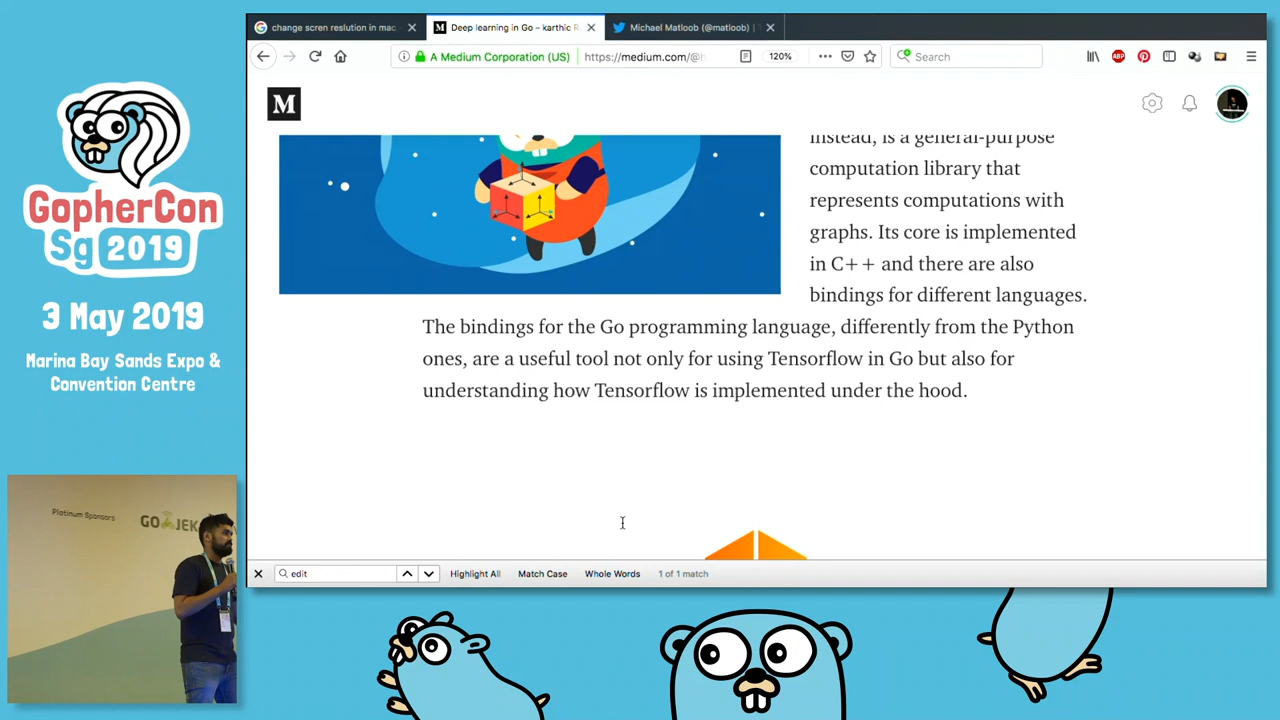 GopherCon
Sg 2019
3 May 2019
Marina Bay Sands Expo &
Convention Centre
Platinum Sponsors
GO JEK
change scren reslution in mac
Deep learning in Go – karthic R
Michael Matloob (@matloob) | T
A Medium Corporation (US)
https://medium.com/@h
120%
Search
ABP
M
Instead, is a general-purpose
computation library that
represents computations with
graphs. Its core is implemented
in C++ and there are also
bindings for different languages.
The bindings for the Go programming language, differently from the Python
ones, are a useful tool not only for using Tensorflow in Go but also for
understanding how Tensorflow is implemented under the hood.
edit
Highlight All
Match Case
Whole Words
1 of 1 match